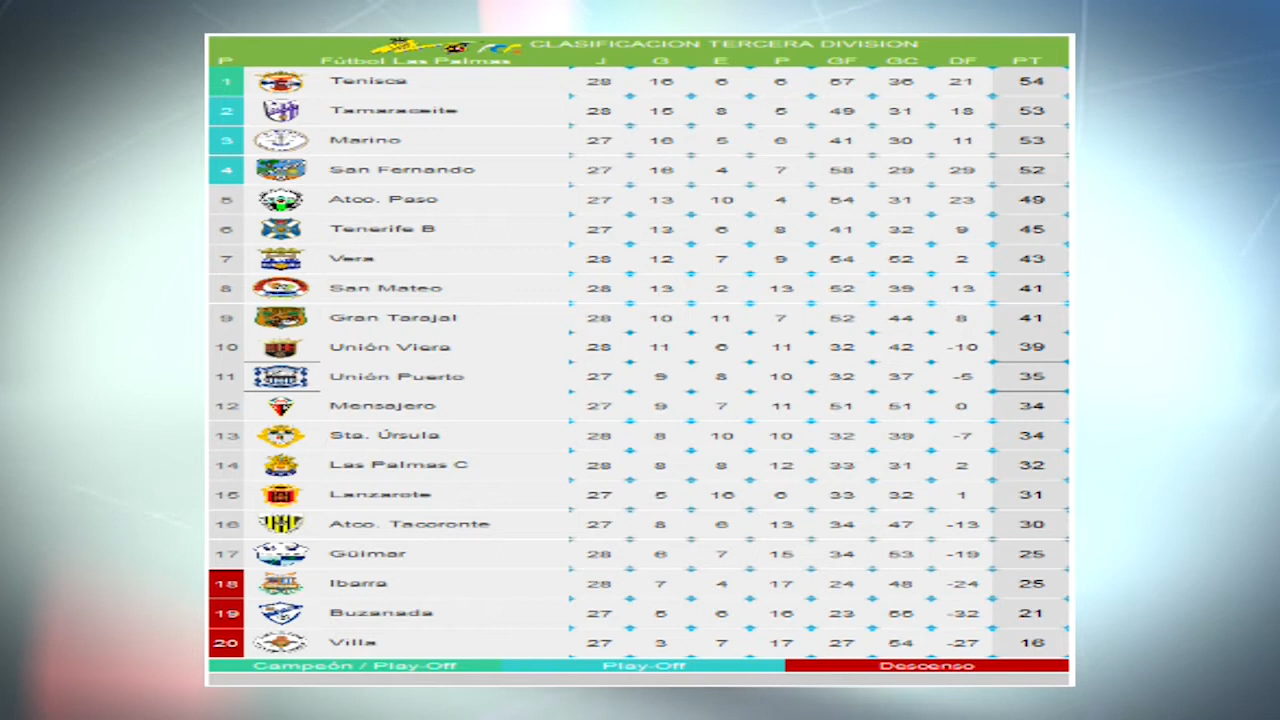 CLASIFICACION TERCERA DIVISION
P Fútbol Las Palmas J G E P GF GC DF PT
1 Tenisca 28 16 6 6 57 36 21 54
2 Tamaraceite 28 15 8 5 49 31 18 53
3 Marino 27 16 5 6 41 30 11 53
4 San Fernando 27 16 4 7 58 29 29 52
5 Atco. Paso 27 13 10 4 54 31 23 49
6 Tenerife B 27 13 6 8 41 32 9 45
7 Vera 28 12 7 9 54 52 2 43
8 San Mateo 28 13 2 13 52 39 13 41
9 Gran Tarajal 28 10 11 7 52 44 8 41
10 Unión Viera 28 11 6 11 32 42 -10 39
11 Unión Puerto 27 9 8 10 32 37 -5 35
12 Mensajero 27 9 7 11 51 51 0 34
13 Sta. Úrsula 28 8 10 10 32 39 -7 34
14 Las Palmas C 28 8 8 12 33 31 2 32
15 Lanzarote 27 5 16 6 33 32 1 31
16 Atco. Tacoronte 27 8 6 13 34 47 -13 30
17 Güimar 28 6 7 15 34 53 -19 25
18 Ibarra 28 7 4 17 24 48 -24 25
19 Buzanada 27 5 6 16 23 55 -32 21
20 Villa 27 3 7 17 27 54 -27 16
Campeón / Play-Off Play-Off Descenso